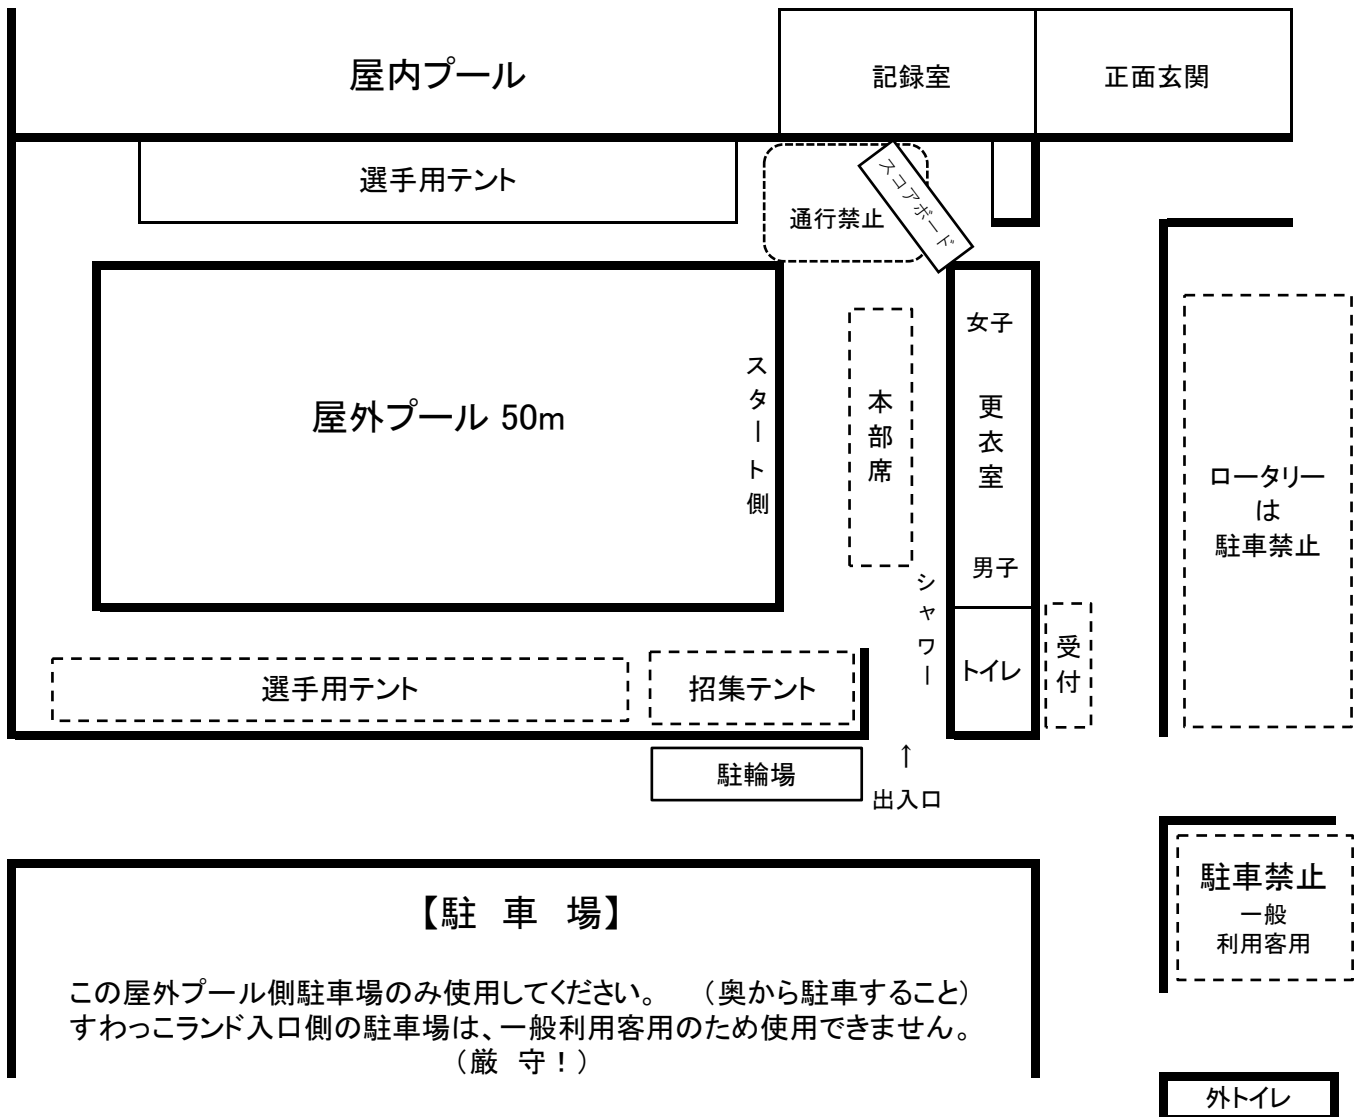 屋内プール
記録室
正面玄関
選手用テント
スコアボード
通行禁止
屋外プール 50m
スタート側
本部席
女子
更衣室
男子
シャワー
トイレ
受付
ロータリー
は
駐車禁止
選手用テント
招集テント
駐輪場
↑
出入口
駐車禁止
一般
利用客用
【駐 車 場】
この屋外プール側駐車場のみ使用してください。 (奥から駐車すること)
すわっこランド入口側の駐車場は、一般利用客用のため使用できません。
(厳 守!)
外トイレ